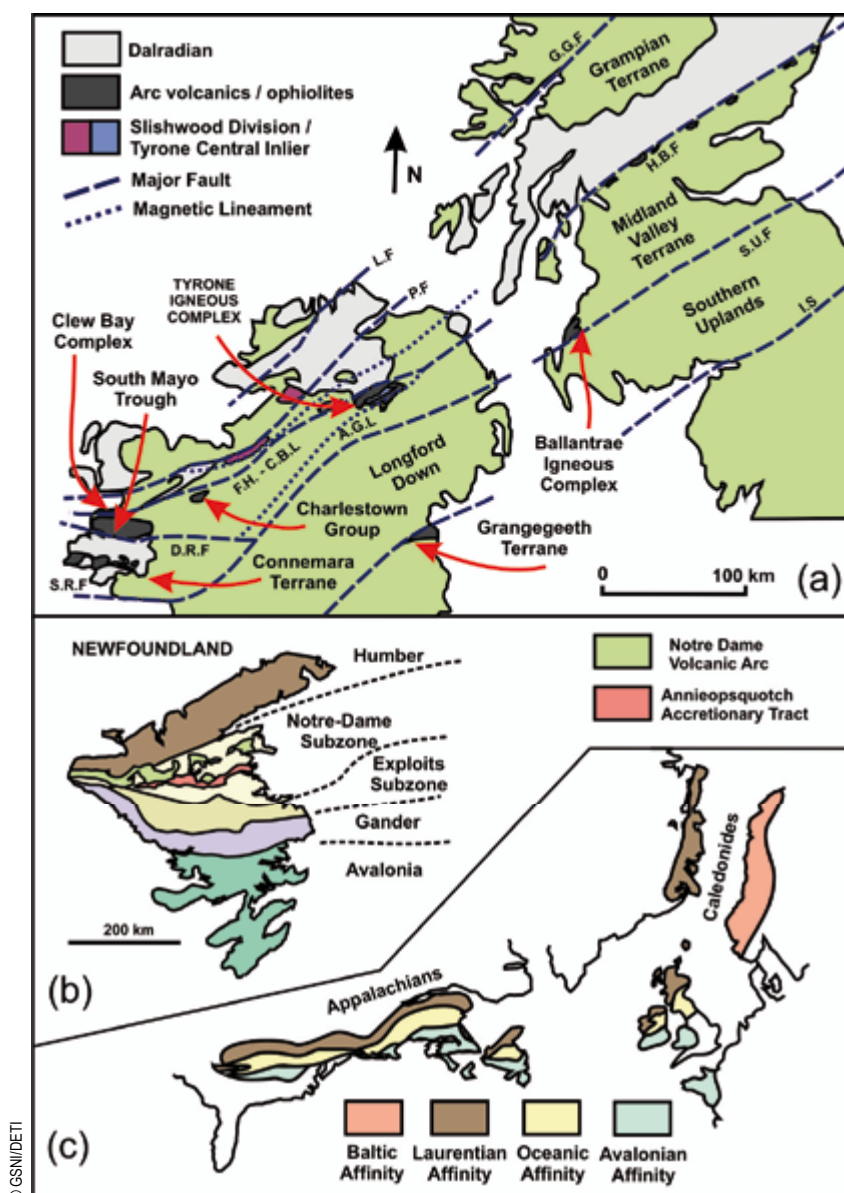 Dalradian
Arc volcanics / ophiolites
Slishwood Division /
Tyrone Central Inlier
Major Fault
Magnetic Lineament
N
G.G.F
Grampian
Terrane
H.B.F
Midland
Valley
Terrane
S.U.F
Southern
Uplands
I.S
L.F
P.F
TYRONE
IGNEOUS
COMPLEX
Clew Bay
Complex
South Mayo
Trough
A.G.L
Longford
Down
F.H. - C.B.L
Ballantrae
Igneous
Complex
Charlestown
Group
Grangegeeth
Terrane
D.R.F
Connemara
Terrane
S.R.F
0 100 km
(a)
NEWFOUNDLAND
Humber
Notre-Dame
Subzone
Exploits
Subzone
Gander
Avalonia
200 km
(b)
Notre Dame
Volcanic Arc
Annieopsquotch
Accretionary Tract
Caledonides
Appalachians
Baltic
Affinity
Laurentian
Affinity
Oceanic
Affinity
Avalonian
Affinity
(c)
© GSNI/DETI